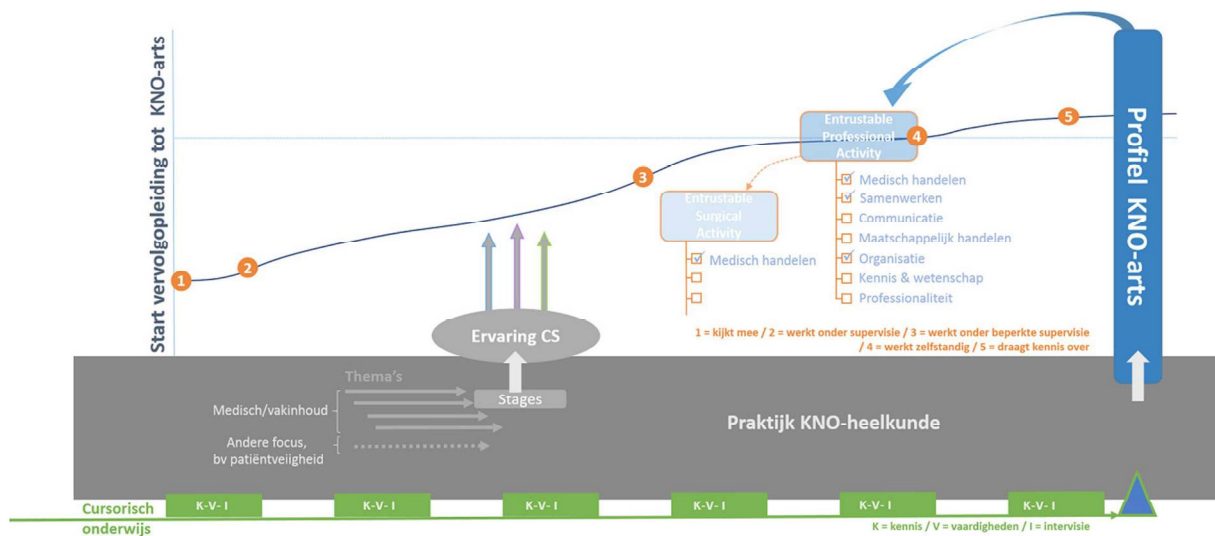 Start vervolgopleiding tot KNO-arts
1
2
3
4
5
Entrustable
Professional
Activity
Medisch handelen
Samenwerken
Communicatie
Maatschappelijk handelen
Organisatie
Kennis & wetenschap
Professionaliteit
Entrustable
Surgical
Activity
Medisch handelen
1 = kijkt mee / 2 = werkt onder supervisie / 3 = werkt onder beperkte supervisie
/ 4 = werkt zelfstandig / 5 = draagt kennis over
Profiel KNO-arts
Ervaring CS
Thema's
Stages
Medisch/vakinhoud
Andere focus,
bv patiëntveiigheid
Praktijk KNO-heelkunde
Cursorisch
onderwijs
K-V- I
K-V- I
K-V- I
K-V- I
K-V- I
K-V- I
K = kennis / V = vaardigheden / I = intervisie